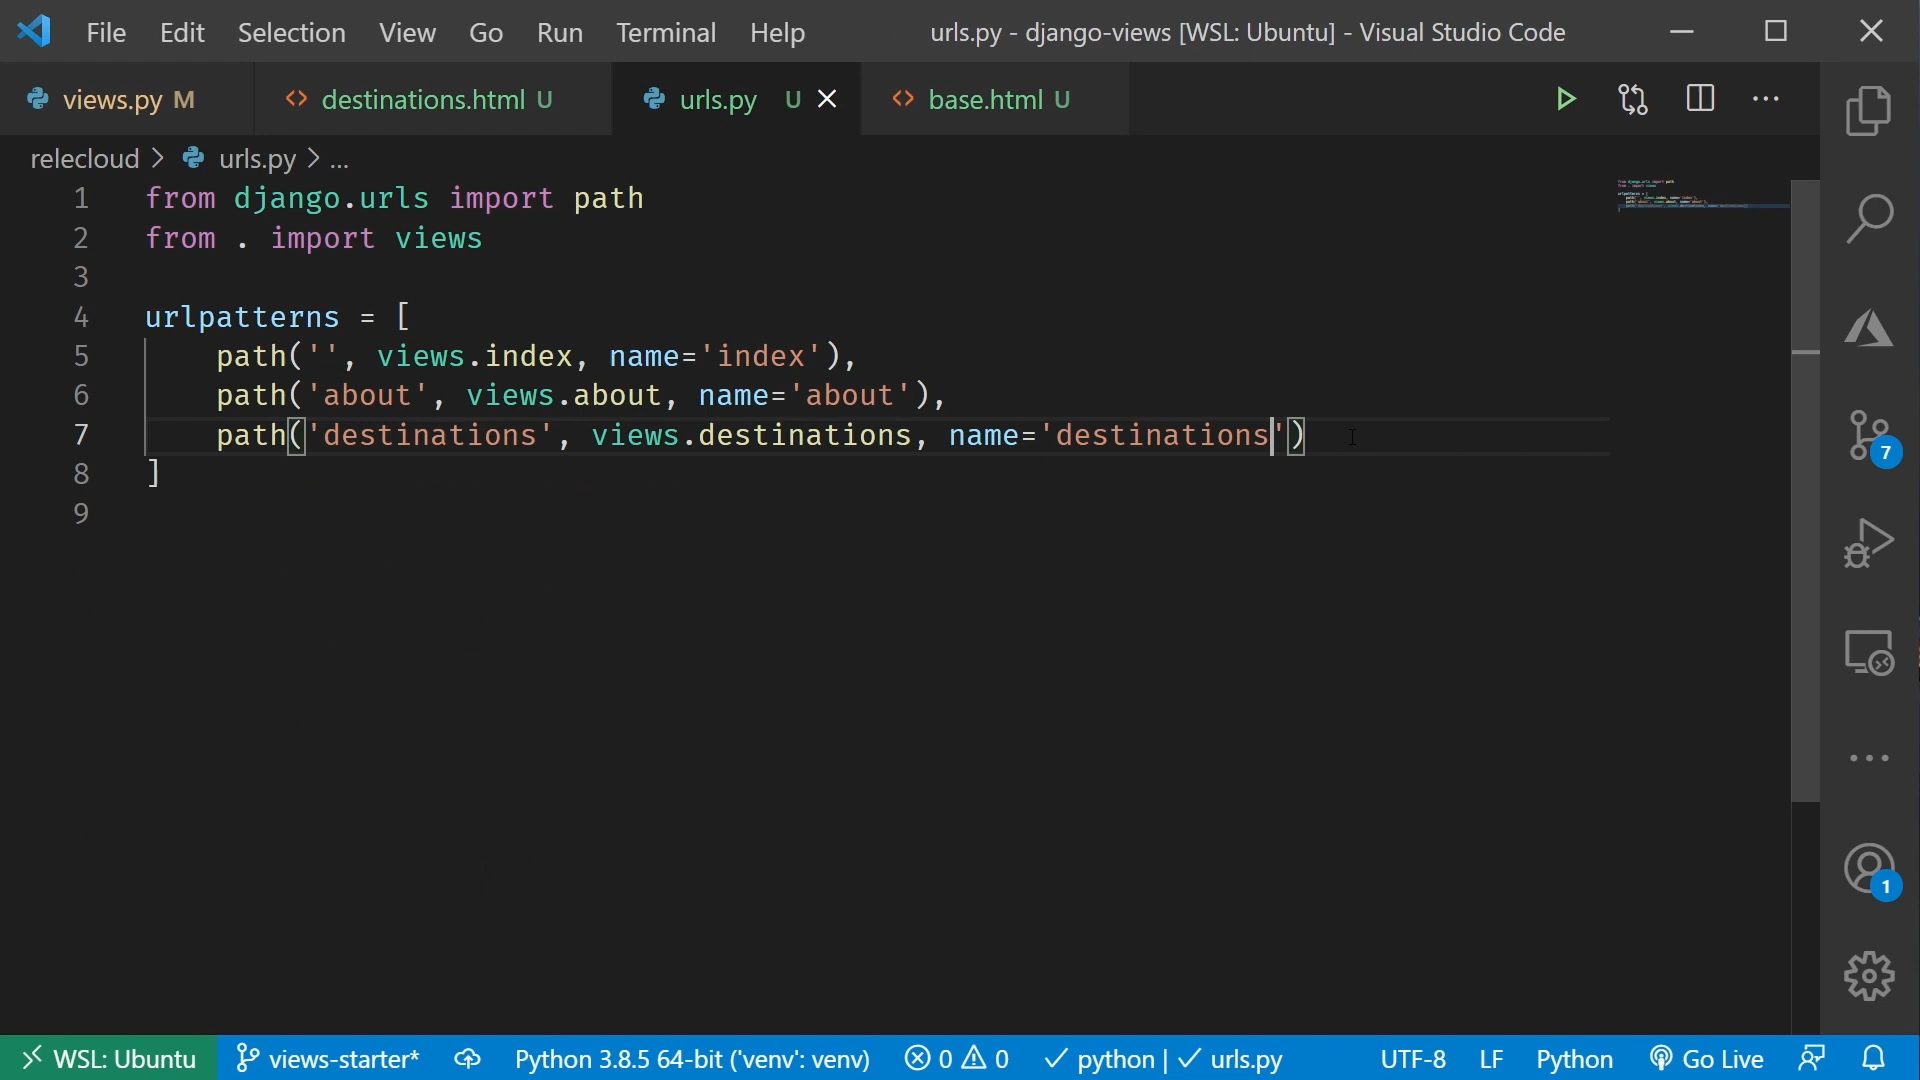 File Edit Selection View Go Run Terminal Help urls.py - django-views [WSL: Ubuntu] - Visual Studio Code
views.py M destinations.html U urls.py U base.html U
relecloud > urls.py > ...
1 from django.urls import path
2 from . import views
3
4 urlpatterns = [
5     path('', views.index, name='index'),
6     path('about', views.about, name='about'),
7     path('destinations', views.destinations, name='destinations')
8 ]
9
7
1
WSL: Ubuntu views-starter* Python 3.8.5 64-bit ('venv': venv) 0 0 python | urls.py UTF-8 LF Python Go Live